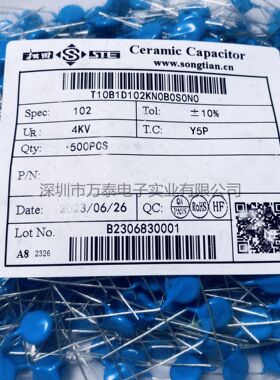 松田 STE Ceramic Capacitor
www.songtian.cn
T10B1D102KN0B0S0N0
Spec: 102 Tol: ±10%
UR 4KV T.C: Y5P
Qty: *500PCS
P/N:
深圳市万泰电子有限公司
Date: 2023/06/26 QC: RoHS HF
Lot No. B2306830001
A8 2326